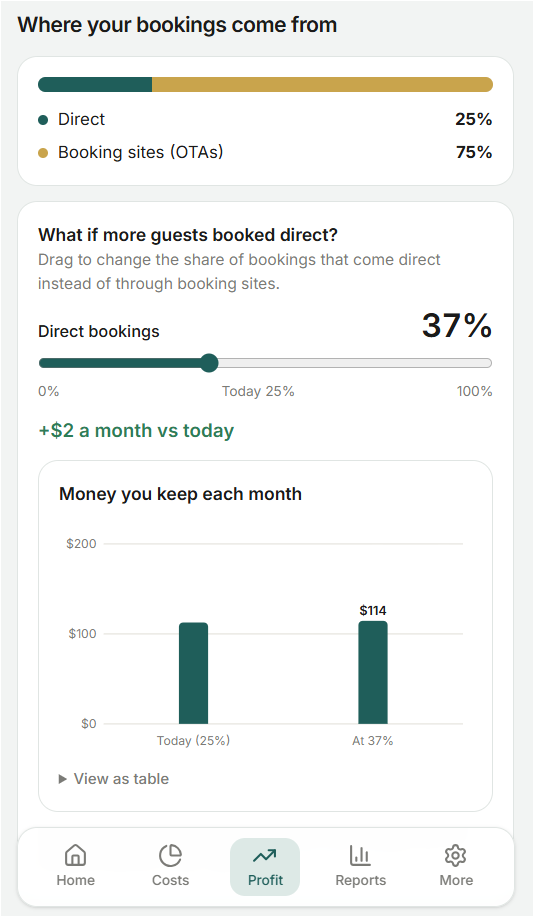 Where your bookings come from
Direct 25%
Booking sites (OTAs) 75%
What if more guests booked direct?
Drag to change the share of bookings that come direct
instead of through booking sites.
Direct bookings 37%
0% Today 25% 100%
+$2 a month vs today
Money you keep each month
$200
$114
$100
$0
Today (25%) At 37%
View as table
Home Costs Profit Reports More